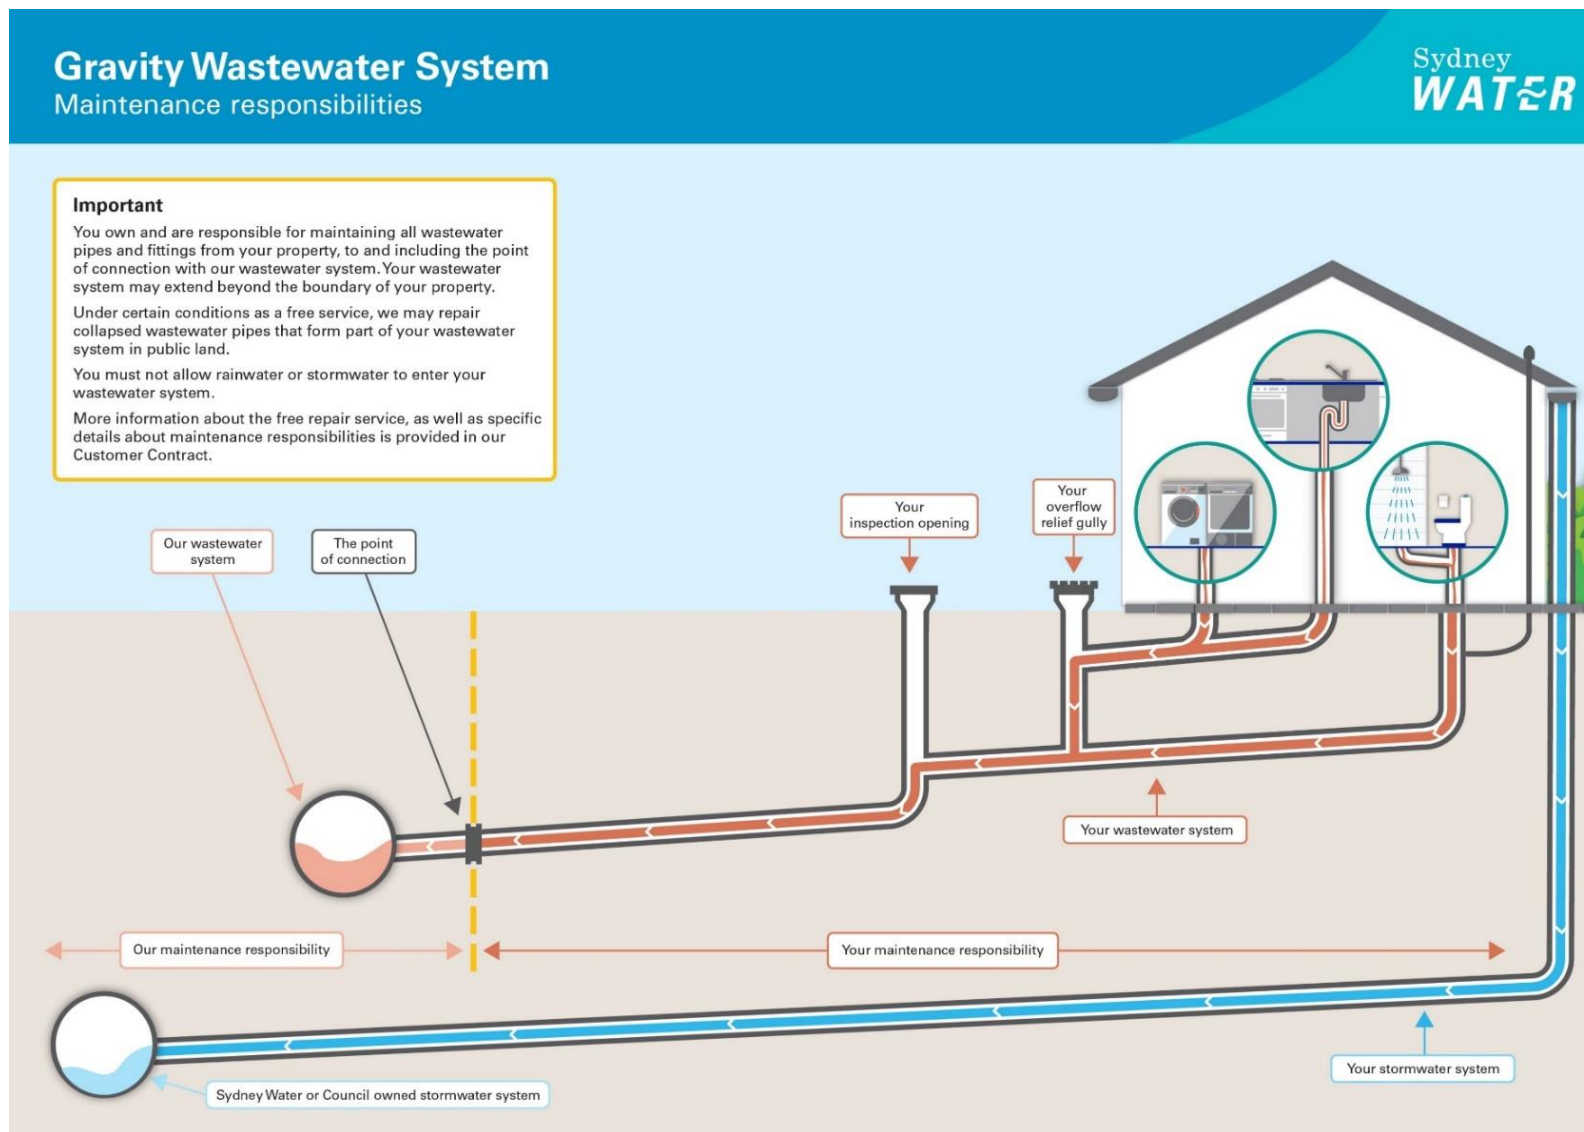 Gravity Wastewater System
Maintenance responsibilities
Sydney
WATER
Important
You own and are responsible for maintaining all wastewater
pipes and fittings from your property, to and including the point
of connection with our wastewater system. Your wastewater
system may extend beyond the boundary of your property.
Under certain conditions as a free service, we may repair
collapsed wastewater pipes that form part of your wastewater
system in public land.
You must not allow rainwater or stormwater to enter your
wastewater system.
More information about the free repair service, as well as specific
details about maintenance responsibilities is provided in our
Customer Contract.
Our wastewater
system
The point
of connection
Your
inspection opening
Your
overflow
relief gully
Your wastewater system
Our maintenance responsibility
Your maintenance responsibility
Your stormwater system
Sydney Water or Council owned stormwater system